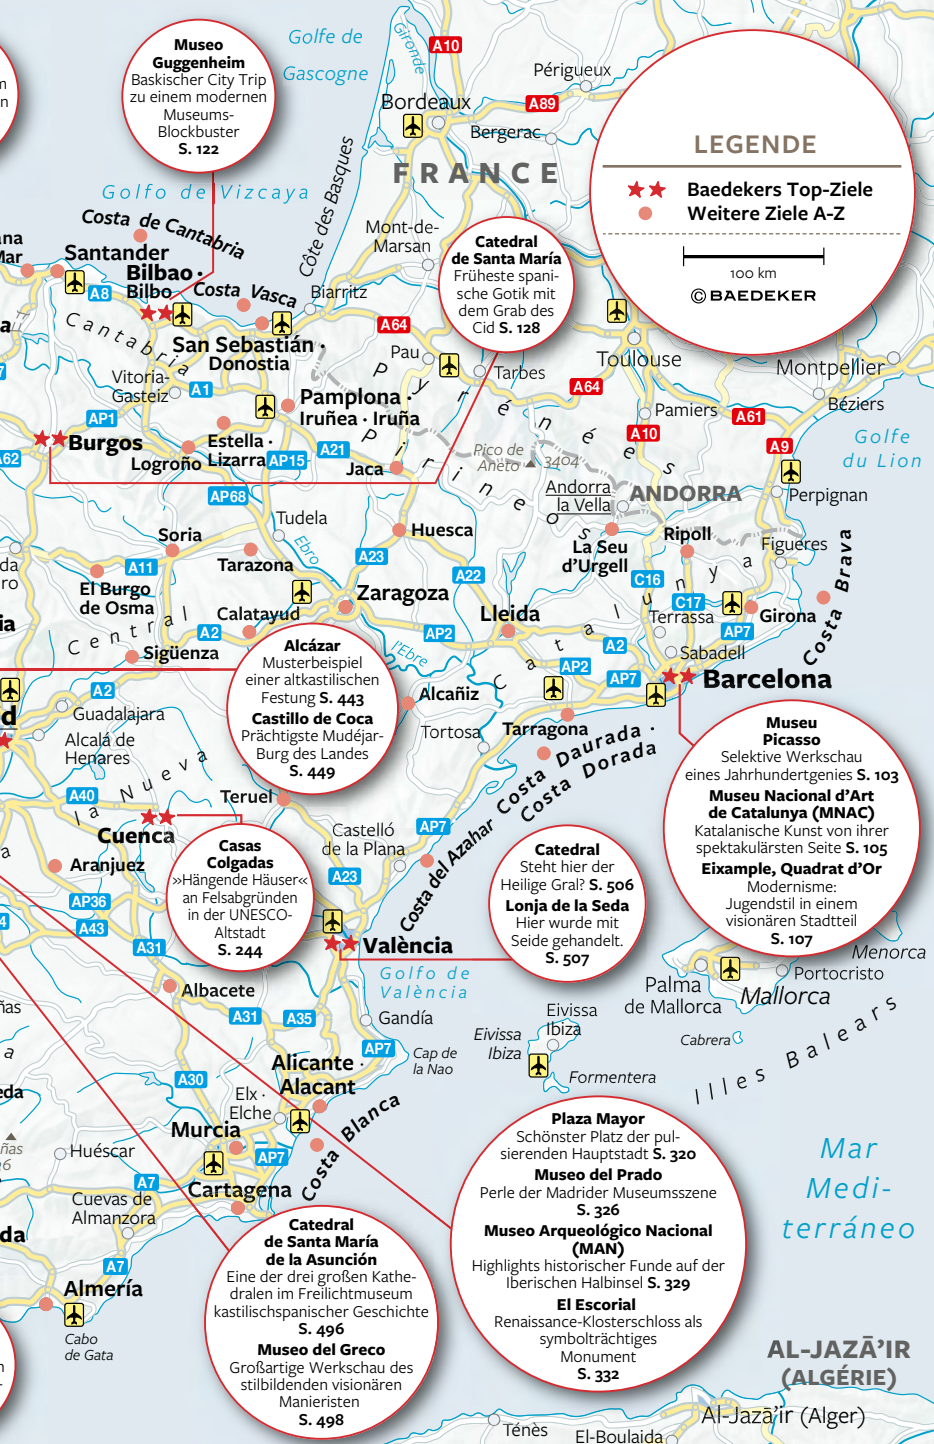 Museo
Guggenheim
Baskischer City Trip
zu einem modernen
Museums-
Blockbuster
S. 122
Golfe de
Gascogne
Gironde
A10
Périgueux
A89
Bordeaux
Bergerac
FRANCE
LEGENDE
Baedekers Top-Ziele
Weitere Ziele A-Z
100 km
© BAEDEKER
Golfo de Vizcaya
Costa de Cantabria
Côte des Basques
Mont-de-
Marsan
Catedral
de Santa María
Früheste spani-
sche Gotik mit
dem Grab des
Cid S. 128
Santander
Bilbao ·
Bilbo
A8
Costa Vasca
Biarritz
A64
Cantabria
San Sebastián ·
Donostia
Pau
Tarbes
Toulouse
Montpellier
A64
Vitoria-
Gasteiz
A1
Pyrénées
Pirineos
Pamplona ·
Iruñea · Iruña
Pamiers
A61
Béziers
AP1
Burgos
A62
Estella ·
Lizarra
Logroño
AP15
A21
Jaca
Pico de
Aneto
3404
A10
A9
Golfe
du Lion
AP68
Andorra
la Vella
ANDORRA
Perpignan
Tudela
Ebro
Soria
Huesca
La Seu
d'Urgell
Ripoll
Figueres
Costa Brava
A11
Tarazona
A23
A22
C16
C17
El Burgo
de Osma
Zaragoza
Lleida
Catalunya
Terrassa
Girona
AP7
Central
Calatayud
A2
AP2
A2
Sabadell
Sigüenza
l'Ebre
AP2
AP7
Barcelona
Alcázar
Musterbeispiel
einer altkastilischen
Festung S. 443
Castillo de Coca
Prächtigste Mudéjar-
Burg des Landes
S. 449
A2
Guadalajara
Alcalá de
Henares
Alcañiz
Tortosa
Tarragona
Costa Daurada ·
Costa Dorada
Museu
Picasso
Selektive Werkschau
eines Jahrhundertgenies S. 103
Museu Nacional d'Art
de Catalunya (MNAC)
Katalanische Kunst von ihrer
spektakulärsten Seite S. 105
Eixample, Quadrat d'Or
Modernisme:
Jugendstil in einem
visionären Stadtteil
S. 107
la Nueva
A40
Teruel
Cuenca
Aranjuez
AP7
Castelló
de la Plana
Costa del Azahar
A23
Casas
Colgadas
»Hängende Häuser«
an Felsabgründen
in der UNESCO-
Altstadt
S. 244
Catedral
Steht hier der
Heilige Gral? S. 506
Lonja de la Seda
Hier wurde mit
Seide gehandelt.
S. 507
AP36
A43
A31
València
Golfo de
València
Menorca
Palma
de Mallorca
Portocristo
Mallorca
Albacete
A31
A35
Gandía
Eivissa
Ibiza
Eivissa
Ibiza
Cabrera
Illes Balears
AP7
Cap de
la Nao
Formentera
Alicante ·
Alacant
A30
Elx ·
Elche
Murcia
AP7
Costa Blanca
Huéscar
A7
Cuevas de
Almanzora
Cartagena
Plaza Mayor
Schönster Platz der pul-
sierenden Hauptstadt S. 320
Museo del Prado
Perle der Madrider Museumsszene
S. 326
Museo Arqueológico Nacional
(MAN)
Highlights historischer Funde auf der
Iberischen Halbinsel S. 329
El Escorial
Renaissance-Klosterschloss als
symbolträchtiges
Monument
S. 332
Mar
Medi-
terráneo
Catedral
de Santa María
de la Asunción
Eine der drei großen Kathe-
dralen im Freilichtmuseum
kastilischspanischer Geschichte
S. 496
Museo del Greco
Großartige Werkschau des
stilbildenden visionären
Manieristen
S. 498
A7
Almería
Cabo
de Gata
AL-JAZĀ'IR
(ALGÉRIE)
Al-Jazā'ir (Alger)
Ténès
El-Boulaida